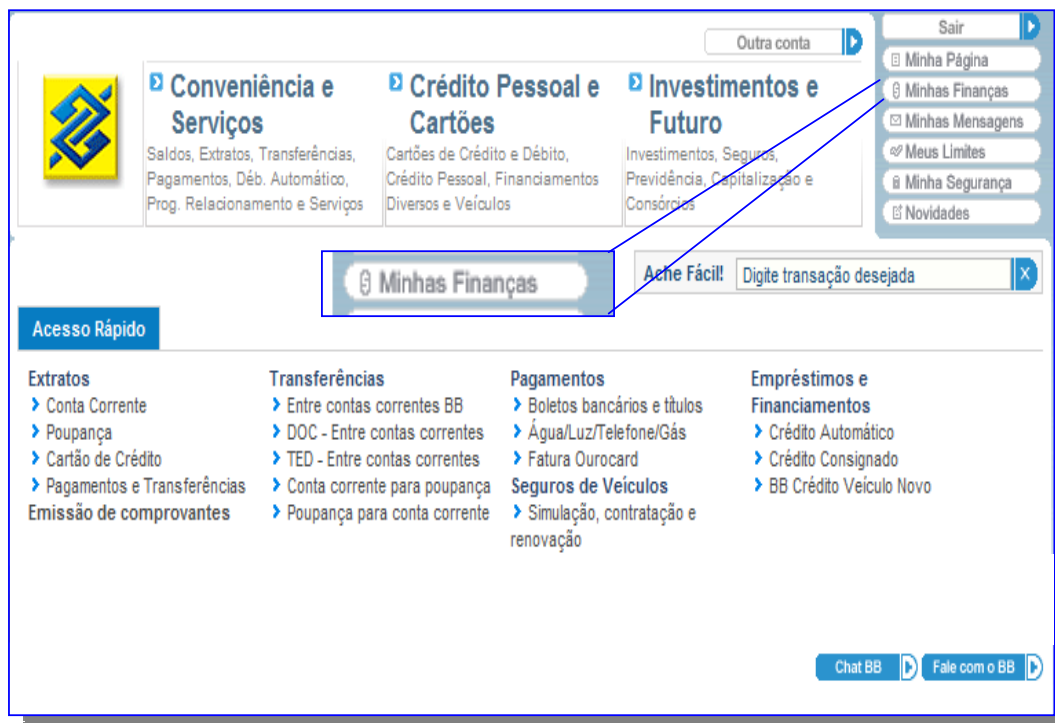 Outra conta
Sair
Minha Página
Minhas Finanças
Minhas Mensagens
Meus Limites
Minha Segurança
Novidades
Conveniência e
Serviços
Saldos, Extratos, Transferências,
Pagamentos, Déb. Automático,
Prog. Relacionamento e Serviços
Crédito Pessoal e
Cartões
Cartões de Crédito e Débito,
Crédito Pessoal, Financiamentos
Diversos e Veículos
Investimentos e
Futuro
Investimentos, Seguros,
Previdência, Capitalização e
Consórcios
Minhas Finanças
Ache Fácil! Digite transação desejada X
Acesso Rápido
Extratos
Conta Corrente
Poupança
Cartão de Crédito
Pagamentos e Transferências
Emissão de comprovantes
Transferências
Entre contas correntes BB
DOC - Entre contas correntes
TED - Entre contas correntes
Conta corrente para poupança
Poupança para conta corrente
Pagamentos
Boletos bancários e títulos
Água/Luz/Telefone/Gás
Fatura Ourocard
Seguros de Veículos
Simulação, contratação e
renovação
Empréstimos e
Financiamentos
Crédito Automático
Crédito Consignado
BB Crédito Veículo Novo
Chat BB
Fale com o BB